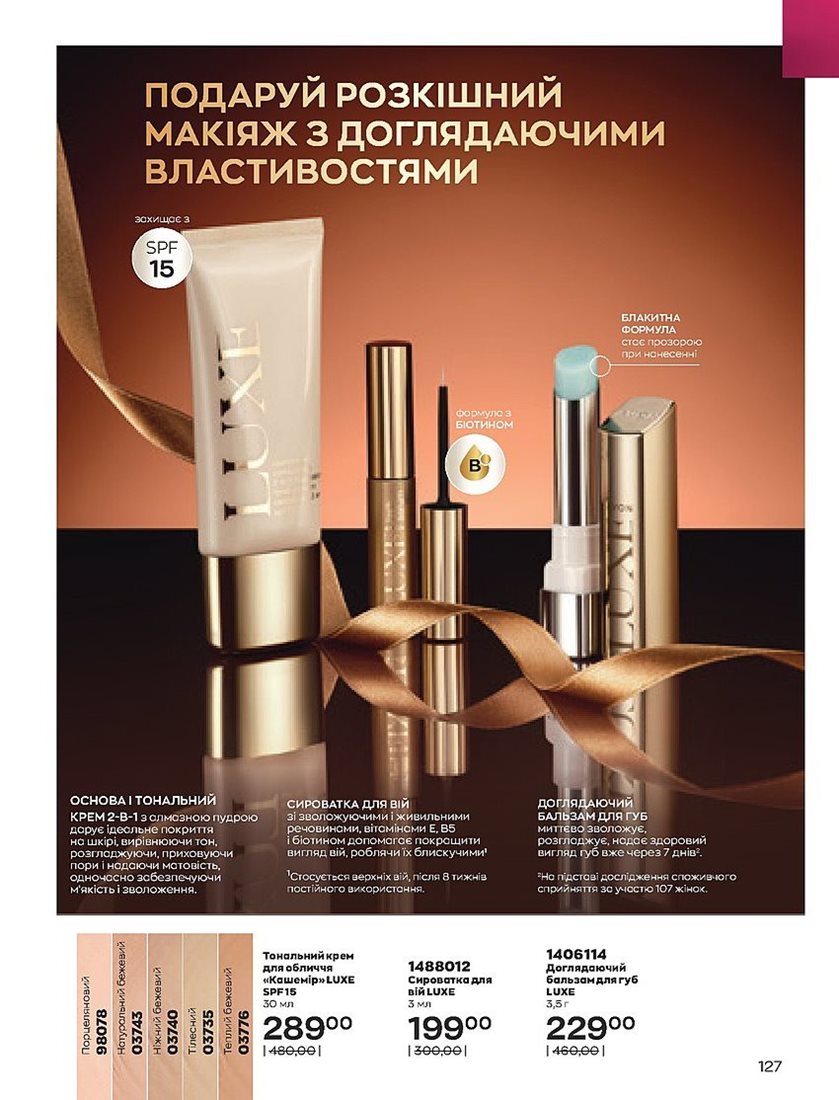 ПОДАРУЙ РОЗКІШНИЙ
МАКІЯЖ З ДОГЛЯДАЮЧИМИ
ВЛАСТИВОСТЯМИ
захищає з
SPF
15
LUXE
БЛАКИТНА
ФОРМУЛА
стає прозорою
при нанесенні
формула з
БІОТИНОМ
B
LUXE
LUXE
ОСНОВА І ТОНАЛЬНИЙ
КРЕМ 2-В-1 з алмазною пудрою
дарує ідеальне покриття
на шкірі, вирівнюючи тон,
розгладжуючи, приховуючи
пори і надаючи матовість,
одночасно забезпечуючи
м'якість і зволоження.
СИРОВАТКА ДЛЯ ВІЙ
зі зволожуючими і живильними
речовинами, вітамінами Е, В5
і біотином допомагає покращити
вигляд вій, роблячи їх блискучими¹
¹Стосується верхніх вій, після 8 тижнів
постійного використання.
ДОГЛЯДАЮЧИЙ
БАЛЬЗАМ ДЛЯ ГУБ
миттєво зволожує,
розгладжує, надає здоровий
вигляд губ вже через 7 днів².
²На підставі дослідження споживчого
сприйняття за участю 107 жінок.
Порцеляновий
98078
Натуральний бежевий
03743
Ніжний бежевий
03740
Тілесний
03735
Теплий бежевий
03776
Тональний крем
для обличчя
«Кашемір» LUXE
SPF 15
30 мл
289⁰⁰
| 480,00 |
1488012
Сироватка для
вій LUXE
3 мл
199⁰⁰
| 300,00 |
1406114
Доглядаючий
бальзам для губ
LUXE
3,5 г
229⁰⁰
| 460,00 |
127